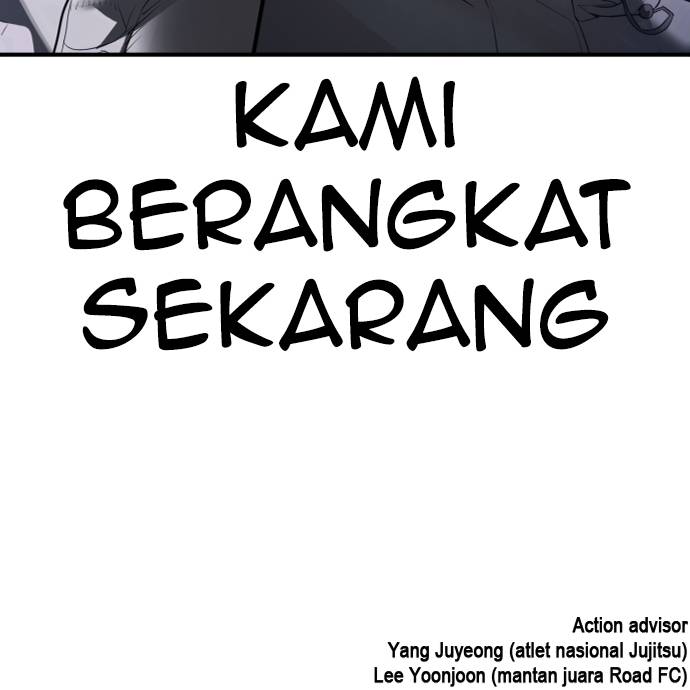 KAMI
BERANGKAT
SEKARANG
Action advisor
Yang Juyeong (atlet nasional Jujitsu)
Lee Yoonjoon (mantan juara Road FC)